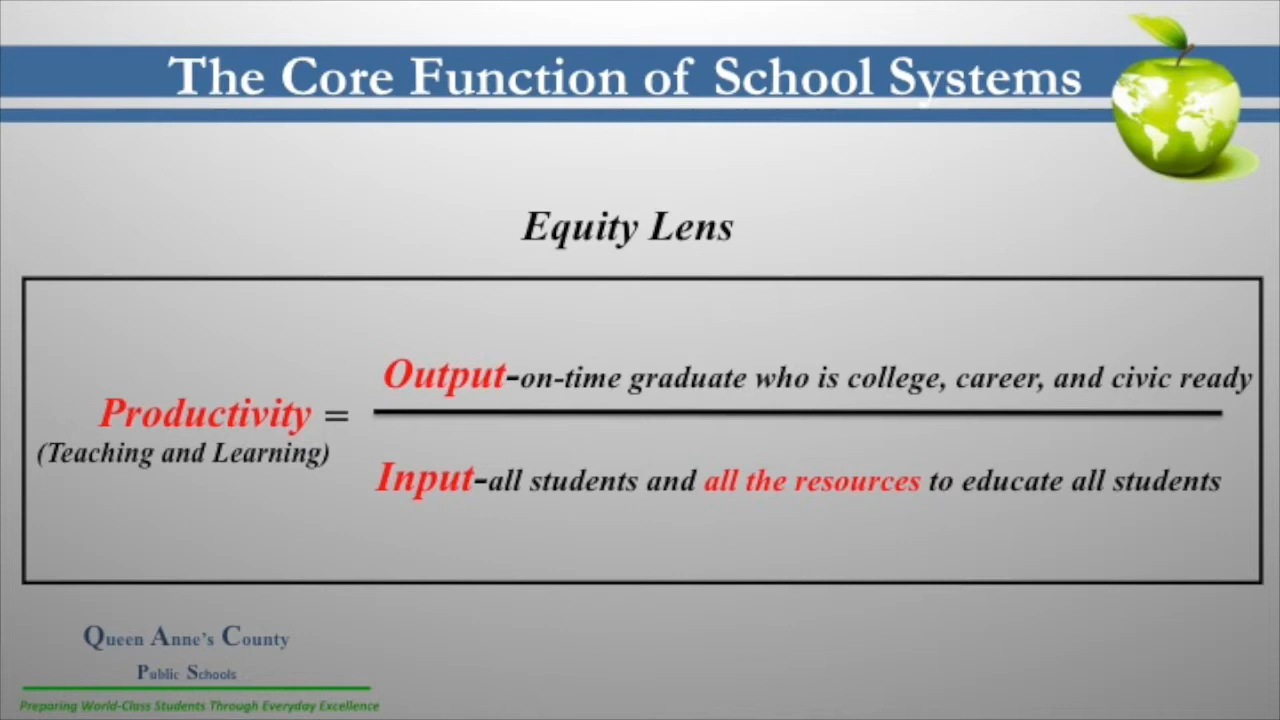 The Core Function of School Systems
Equity Lens
Output-on-time graduate who is college, career, and civic ready
Productivity =
(Teaching and Learning)
Input-all students and all the resources to educate all students
Queen Anne's County
Public Schools
Preparing World-Class Students Through Everyday Excellence